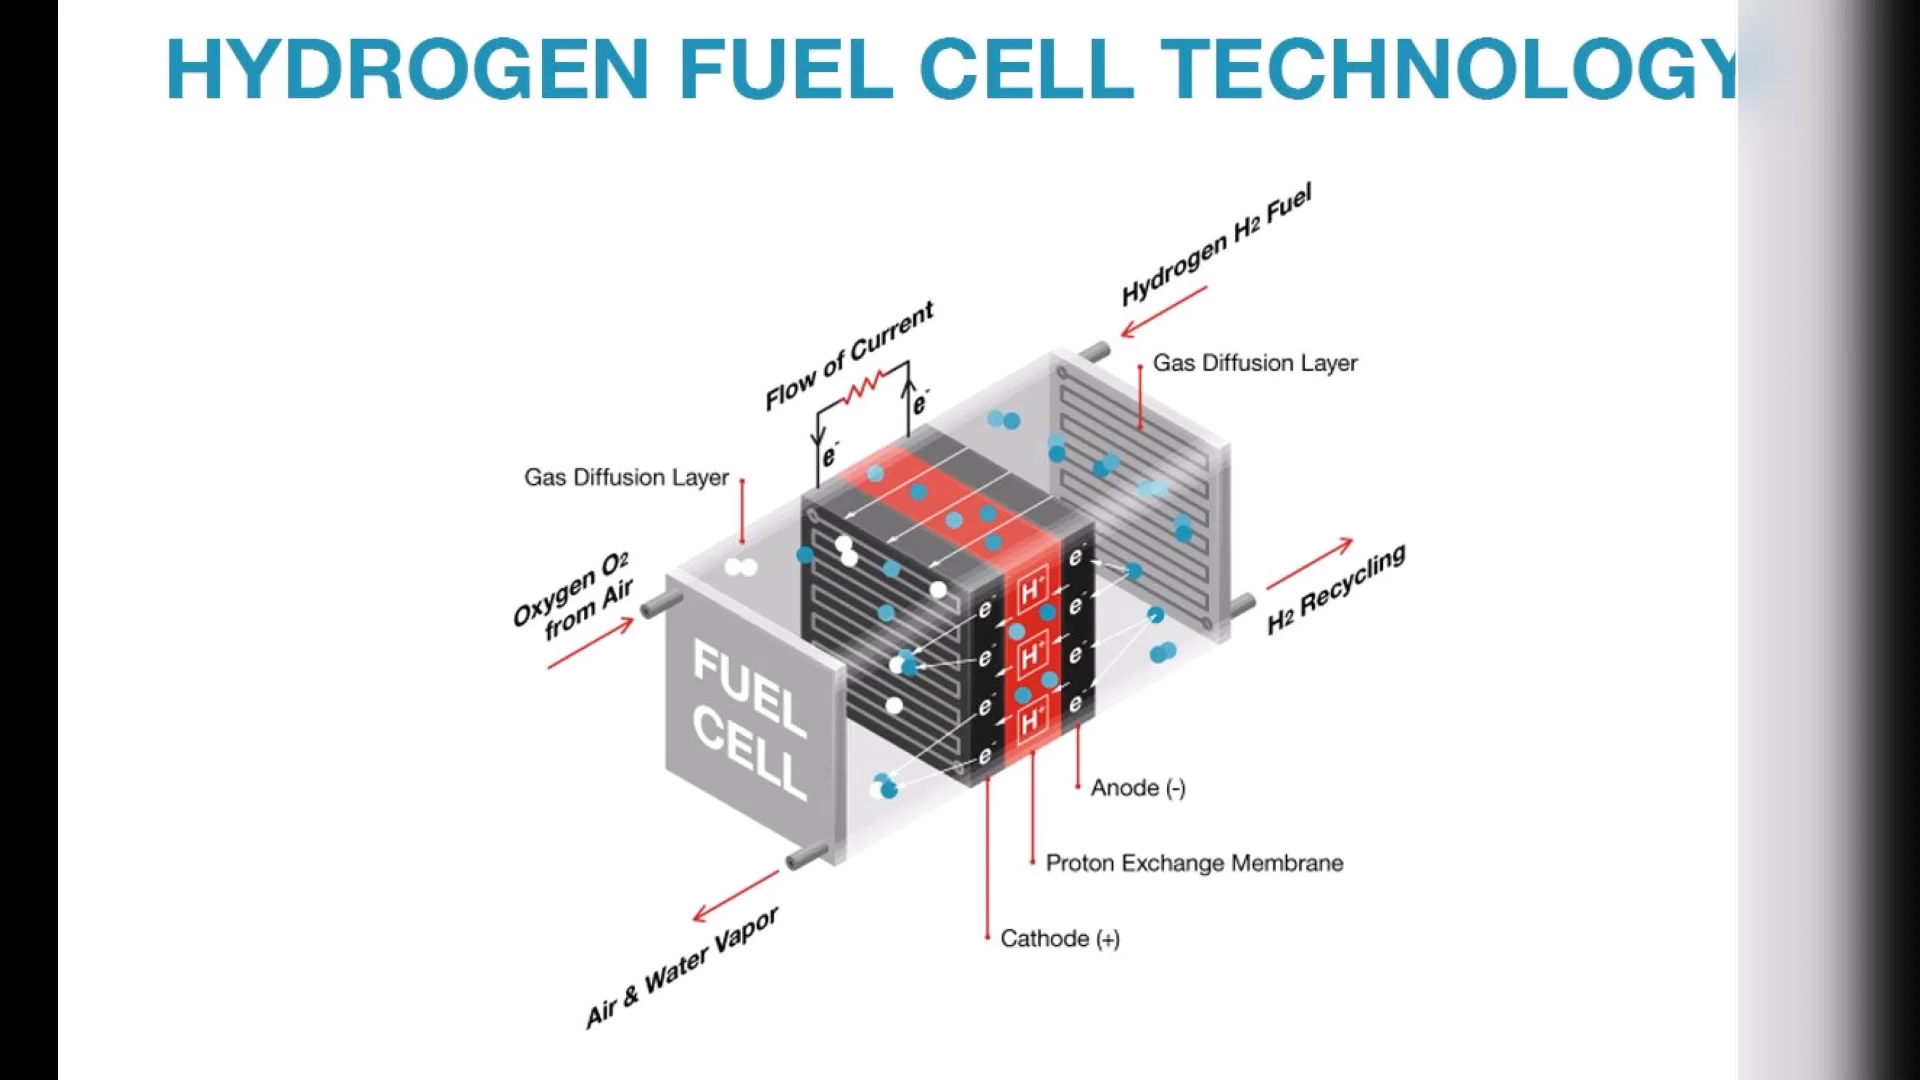 HYDROGEN FUEL CELL TECHNOLOGY
Hydrogen H2 Fuel
Flow of Current
e-
e-
Gas Diffusion Layer
Gas Diffusion Layer
Oxygen O2
from Air
H2 Recycling
FUEL
CELL
e-
e-
e-
e-
H+
H+
H+
e-
e-
e-
e-
Anode (-)
Proton Exchange Membrane
Cathode (+)
Air & Water Vapor